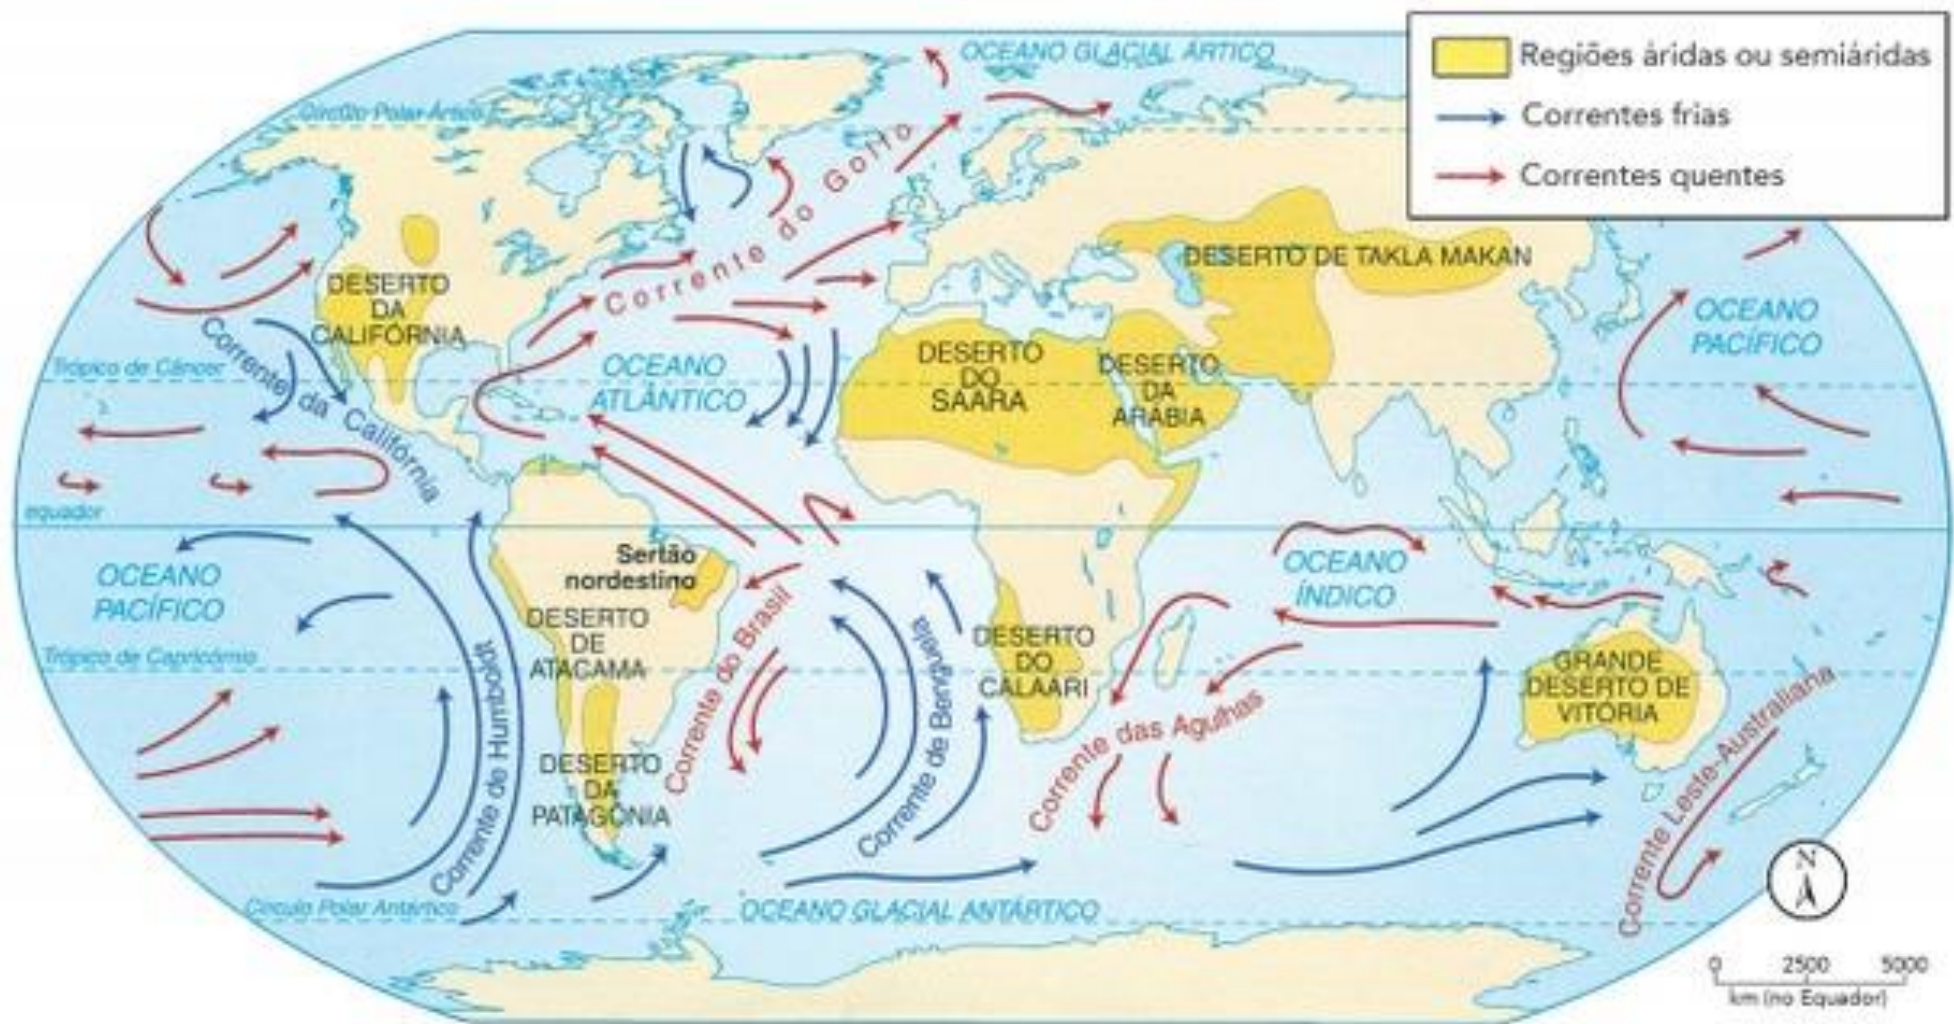 OCEANO GLACIAL ÁRTICO
Regiões áridas ou semiáridas
Correntes frias
Correntes quentes
Círculo Polar Ártico
Corrente do Golfo
DESERTO
DA
CALIFÓRNIA
DESERTO DE TAKLA MAKAN
OCEANO
PACÍFICO
Corrente da Califórnia
Trópico de Câncer
OCEANO
ATLÂNTICO
DESERTO
DO
SAARA
DESERTO
DA
ARÁBIA
equador
Sertão
nordestino
OCEANO
PACÍFICO
OCEANO
ÍNDICO
DESERTO
DE
ATACAMA
Corrente do Brasil
Corrente de Benguela
DESERTO
DO
CALAARI
Trópico de Capricórnio
Corrente de Humboldt
GRANDE
DESERTO DE
VITÓRIA
Corrente das Agulhas
Corrente Leste-Australiana
DESERTO
DA
PATAGÔNIA
Círculo Polar Antártico
OCEANO GLACIAL ANTÁRTICO
N
0 2500 5000
km (no Equador)